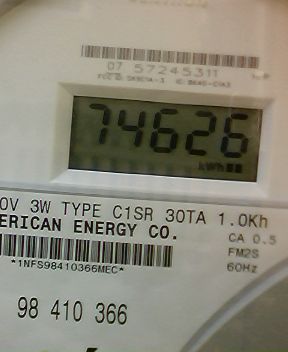 07 57245311
74626
kWh
0V 3W TYPE C1SR 30TA 1.0Kh
ERICAN ENERGY CO.
CA 0.5
FM2S
60Hz
*1NFS98410366MEC*
98 410 366